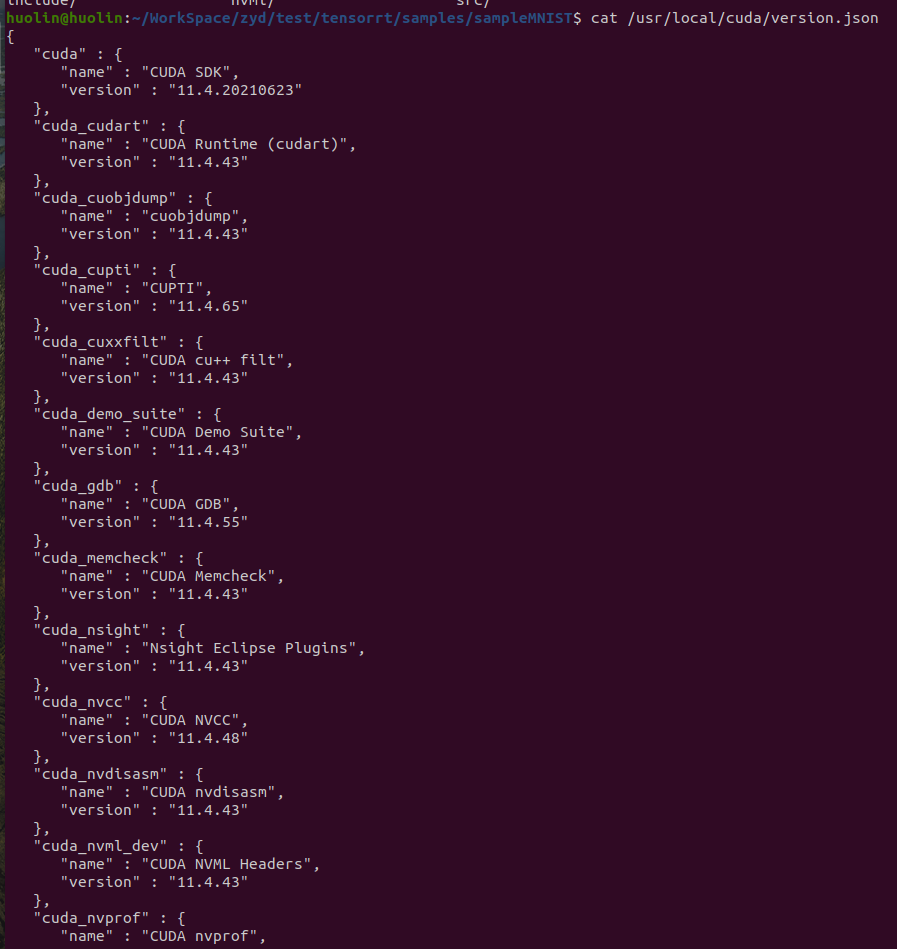 include/                 nvml/                    src/
huolin@huolin:~/WorkSpace/zyd/test/tensorrt/samples/sampleMNIST$ cat /usr/local/cuda/version.json
{
   "cuda" : {
      "name" : "CUDA SDK",
      "version" : "11.4.20210623"
   },
   "cuda_cudart" : {
      "name" : "CUDA Runtime (cudart)",
      "version" : "11.4.43"
   },
   "cuda_cuobjdump" : {
      "name" : "cuobjdump",
      "version" : "11.4.43"
   },
   "cuda_cupti" : {
      "name" : "CUPTI",
      "version" : "11.4.65"
   },
   "cuda_cuxxfilt" : {
      "name" : "CUDA cu++ filt",
      "version" : "11.4.43"
   },
   "cuda_demo_suite" : {
      "name" : "CUDA Demo Suite",
      "version" : "11.4.43"
   },
   "cuda_gdb" : {
      "name" : "CUDA GDB",
      "version" : "11.4.55"
   },
   "cuda_memcheck" : {
      "name" : "CUDA Memcheck",
      "version" : "11.4.43"
   },
   "cuda_nsight" : {
      "name" : "Nsight Eclipse Plugins",
      "version" : "11.4.43"
   },
   "cuda_nvcc" : {
      "name" : "CUDA NVCC",
      "version" : "11.4.48"
   },
   "cuda_nvdisasm" : {
      "name" : "CUDA nvdisasm",
      "version" : "11.4.43"
   },
   "cuda_nvml_dev" : {
      "name" : "CUDA NVML Headers",
      "version" : "11.4.43"
   },
   "cuda_nvprof" : {
      "name" : "CUDA nvprof",